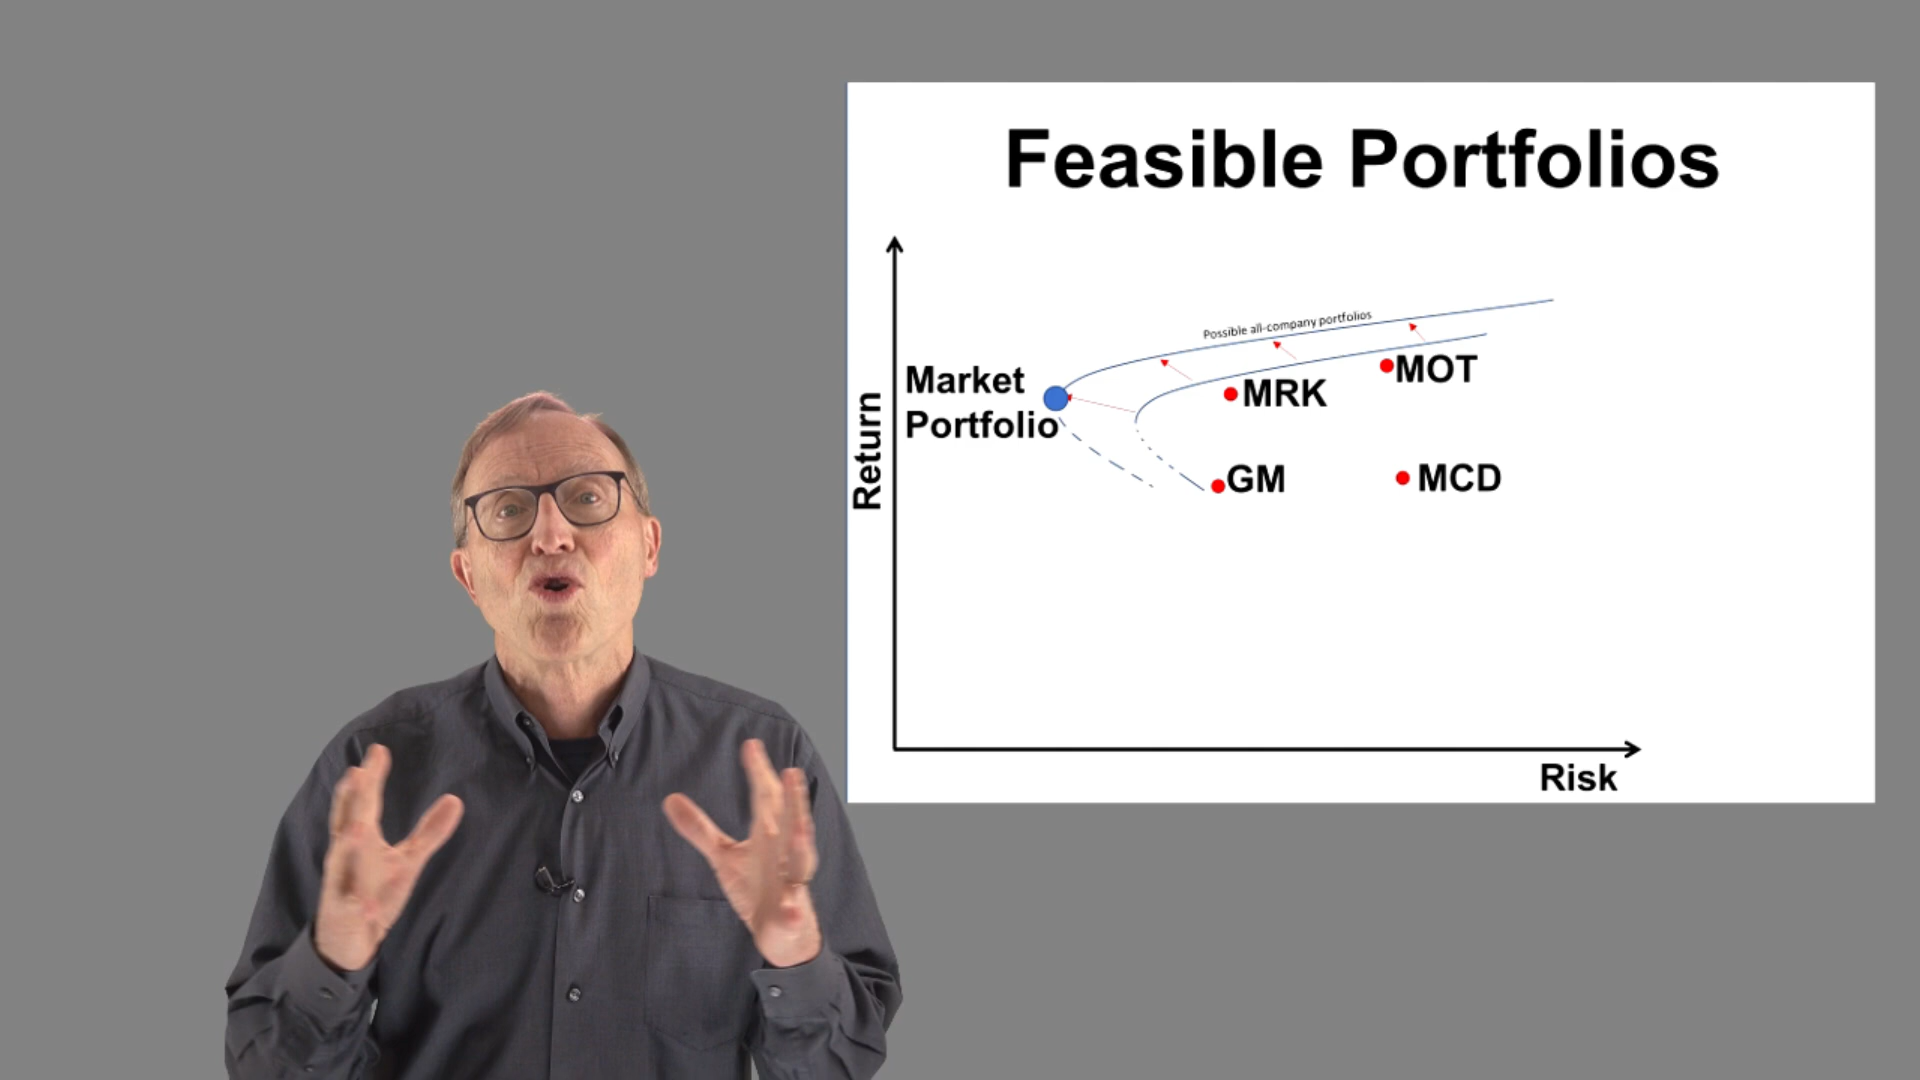 Feasible Portfolios
Possible all-company portfolios
Market
Portfolio
MRK
MOT
GM
MCD
Return
Risk